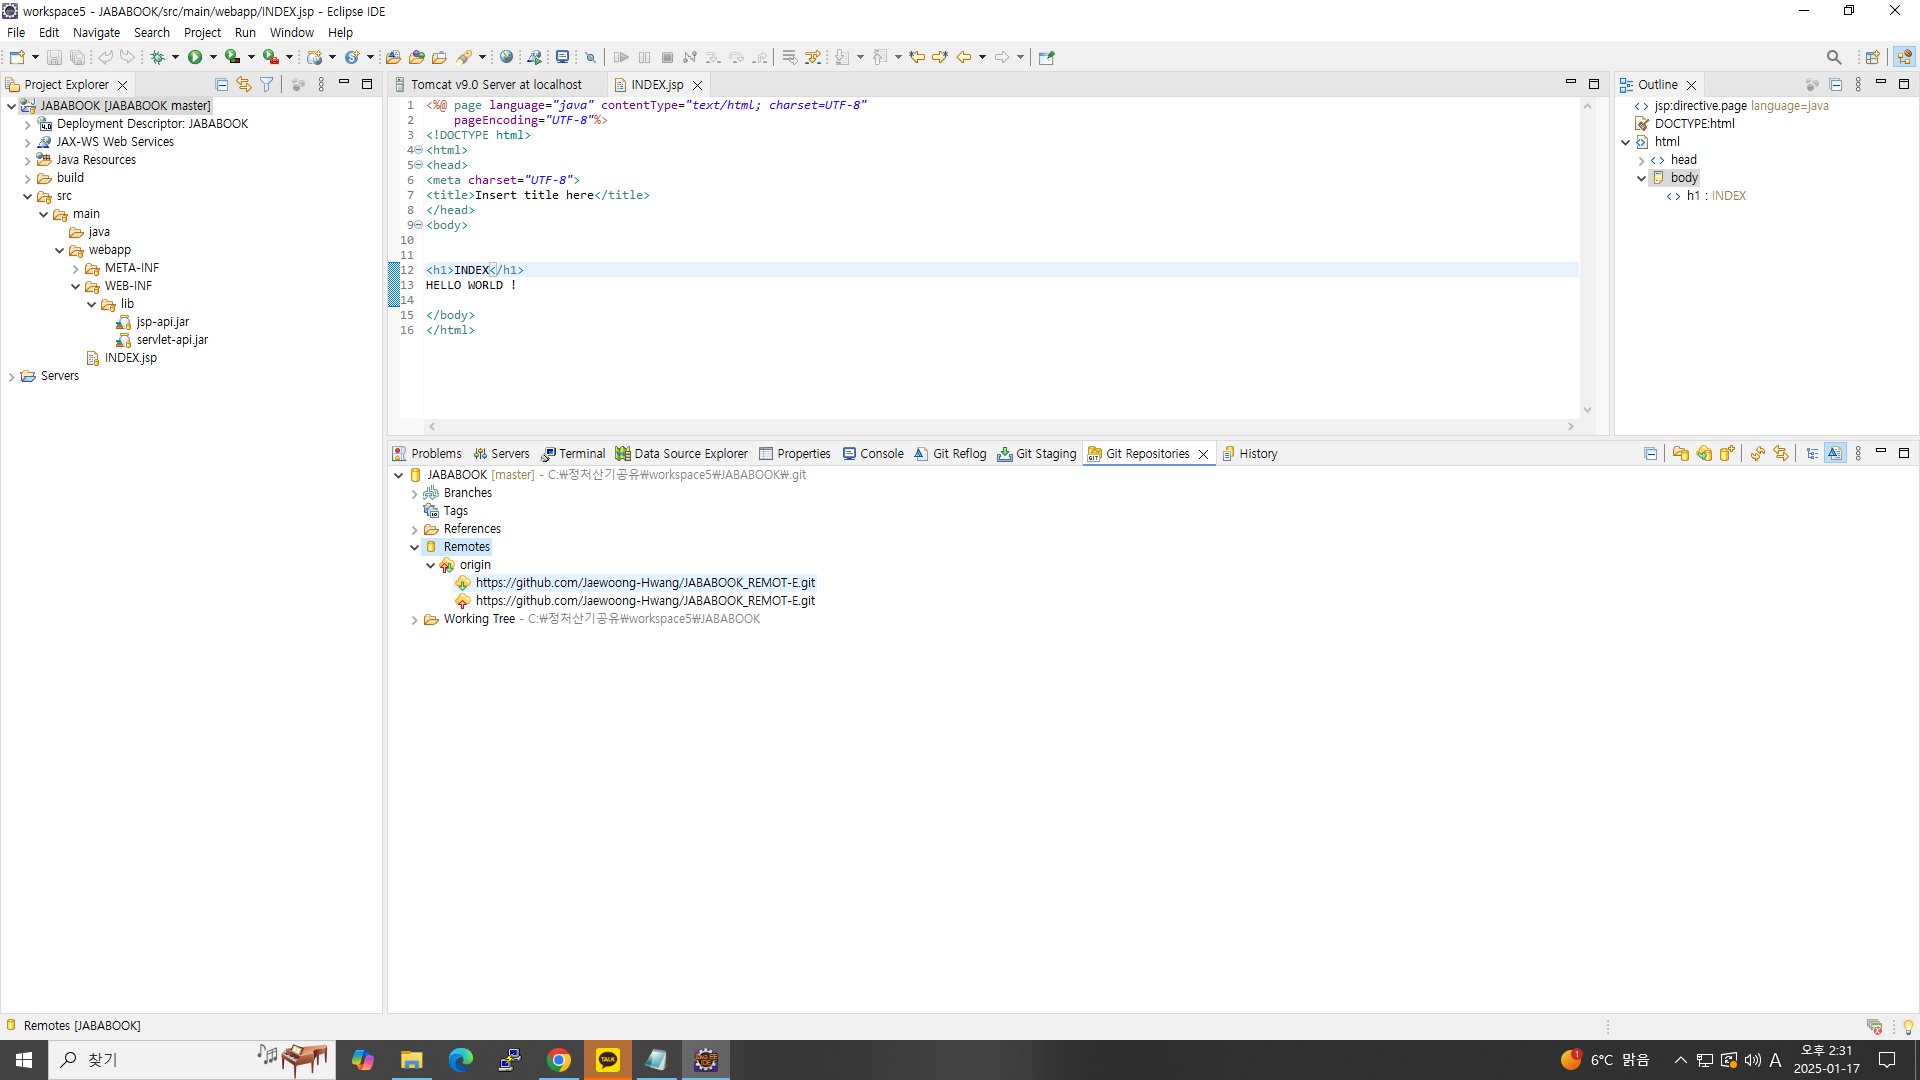 workspace5 - JABABOOK/src/main/webapp/INDEX.jsp - Eclipse IDE
File Edit Navigate Search Project Run Window Help
Project Explorer
JABABOOK [JABABOOK master]
Deployment Descriptor: JABABOOK
JAX-WS Web Services
Java Resources
build
src
main
java
webapp
META-INF
WEB-INF
lib
jsp-api.jar
servlet-api.jar
INDEX.jsp
Servers
Tomcat v9.0 Server at localhost INDEX.jsp
1 <%@ page language="java" contentType="text/html; charset=UTF-8"
2 pageEncoding="UTF-8"%>
3 <!DOCTYPE html>
4 <html>
5 <head>
6 <meta charset="UTF-8">
7 <title>Insert title here</title>
8 </head>
9 <body>
10
11
12 <h1>INDEX</h1>
13 HELLO WORLD !
14
15 </body>
16 </html>
Outline
jsp:directive.page language=java
DOCTYPE:html
html
head
body
h1 : INDEX
Problems Servers Terminal Data Source Explorer Properties Console Git Reflog Git Staging Git Repositories History
JABABOOK [master] - C:₩정처산기공유₩workspace5₩JABABOOK₩.git
Branches
Tags
References
Remotes
origin
https://github.com/Jaewoong-Hwang/JABABOOK_REMOT-E.git
https://github.com/Jaewoong-Hwang/JABABOOK_REMOT-E.git
Working Tree - C:₩정처산기공유₩workspace5₩JABABOOK
Remotes [JABABOOK]
찾기
TALK
1
6°C 맑음
A
오후 2:31
2025-01-17